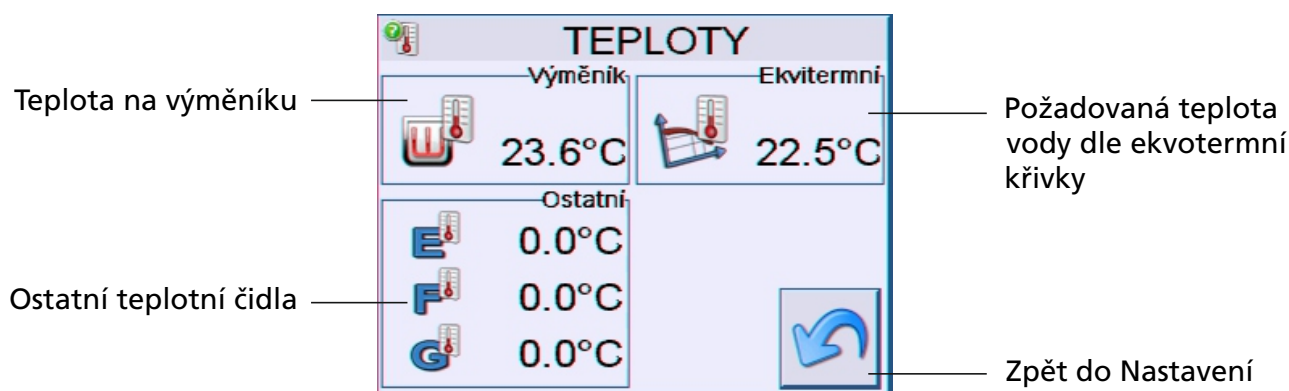 TEPLOTY
Výměník
Ekvitermní
Teplota na výměníku
23.6°C
22.5°C
Požadovaná teplota
vody dle ekvotermní
křivky
Ostatní
E 0.0°C
Ostatní teplotní čidla
F 0.0°C
G 0.0°C
Zpět do Nastavení